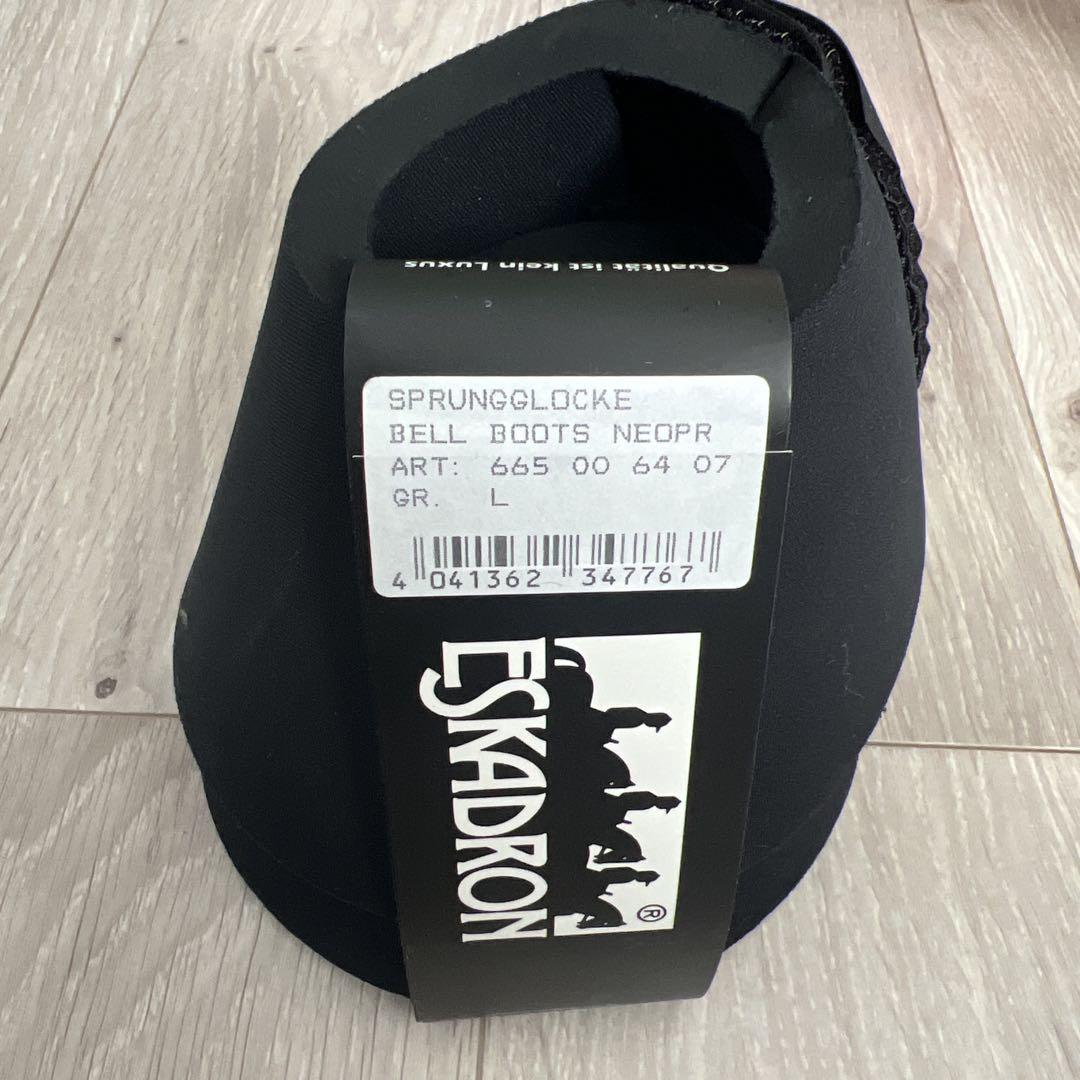 Qualität ist kein Luxus
SPRUNGGLOCKE
BELL BOOTS NEOPR
ART: 665 00 64 07
GR. L
4 041362 347767
ESKADRON
®